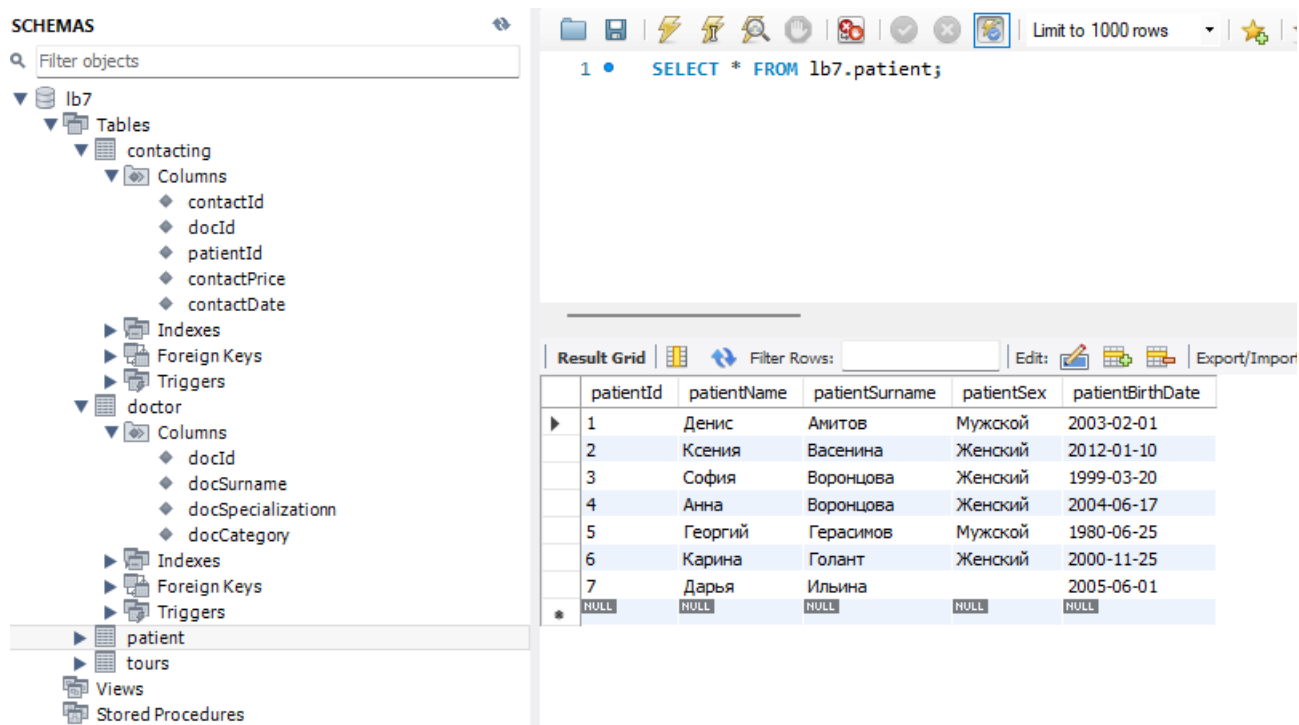 SCHEMAS
Filter objects
lb7
Tables
contacting
Columns
contactId
docId
patientId
contactPrice
contactDate
Indexes
Foreign Keys
Triggers
doctor
Columns
docId
docSurname
docSpecializationn
docCategory
Indexes
Foreign Keys
Triggers
patient
tours
Views
Stored Procedures
Limit to 1000 rows
1 SELECT * FROM lb7.patient;
Result Grid Filter Rows: Edit: Export/Import
patientId patientName patientSurname patientSex patientBirthDate
1 Денис Амитов Мужской 2003-02-01
2 Ксения Васенина Женский 2012-01-10
3 София Воронцова Женский 1999-03-20
4 Анна Воронцова Женский 2004-06-17
5 Георгий Герасимов Мужской 1980-06-25
6 Карина Голант Женский 2000-11-25
7 Дарья Ильина 2005-06-01
NULL NULL NULL NULL NULL